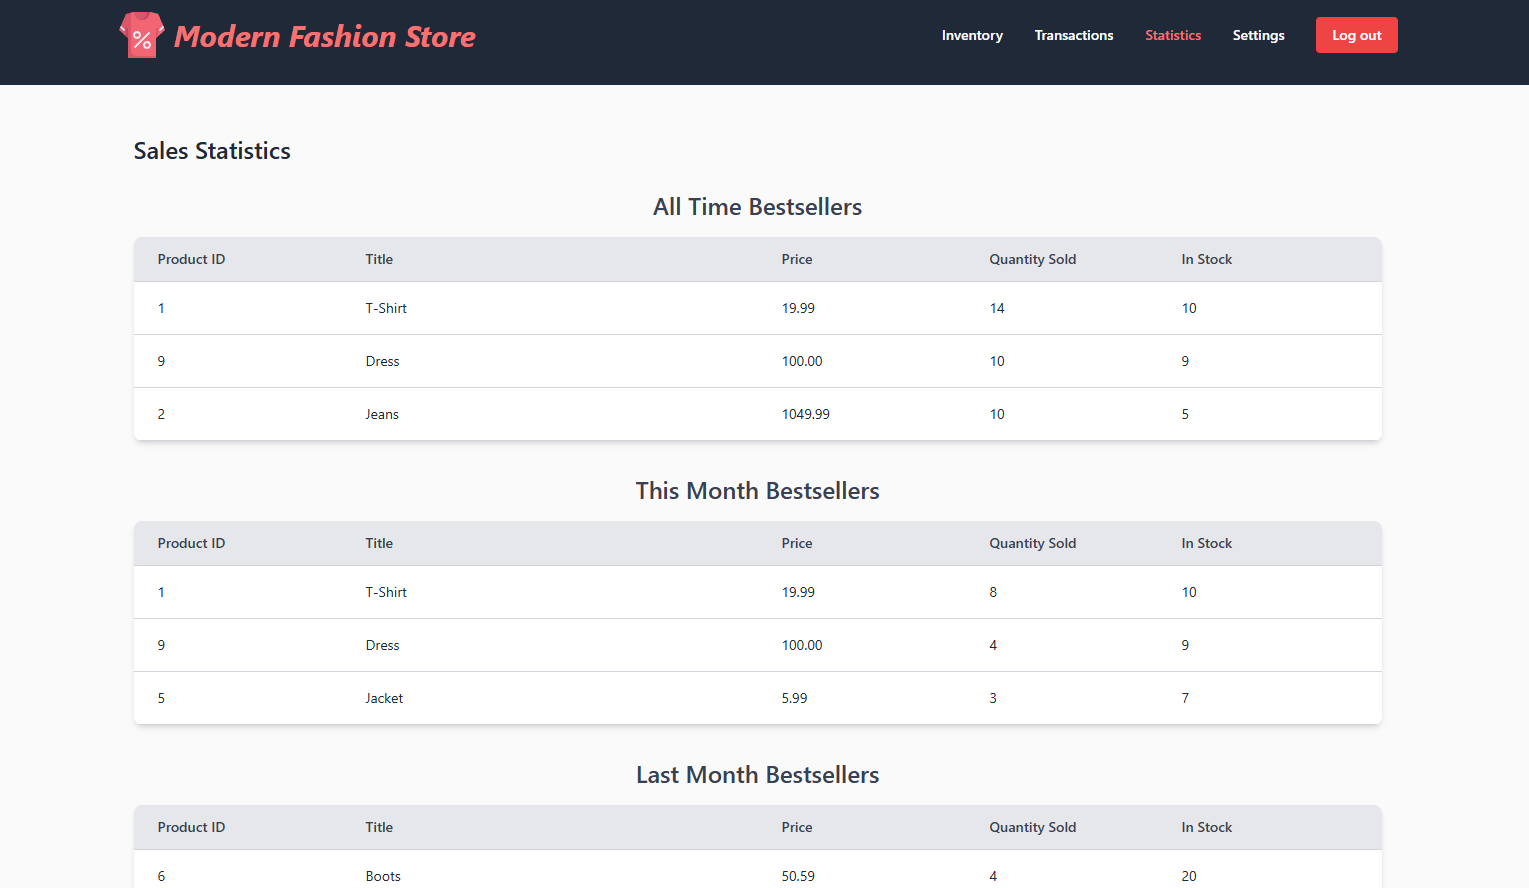 %
Modern Fashion Store
Inventory Transactions Statistics Settings Log out
Sales Statistics
All Time Bestsellers
Product ID Title Price Quantity Sold In Stock
1 T-Shirt 19.99 14 10
9 Dress 100.00 10 9
2 Jeans 1049.99 10 5
This Month Bestsellers
Product ID Title Price Quantity Sold In Stock
1 T-Shirt 19.99 8 10
9 Dress 100.00 4 9
5 Jacket 5.99 3 7
Last Month Bestsellers
Product ID Title Price Quantity Sold In Stock
6 Boots 50.59 4 20